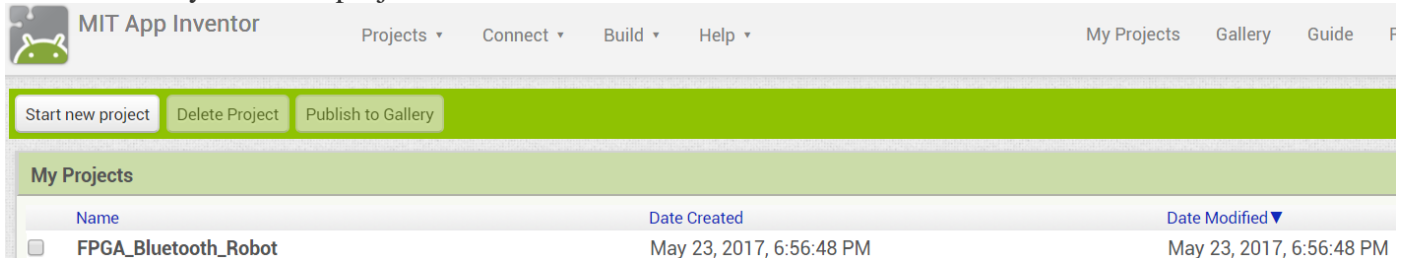 MIT App Inventor
Projects Connect Build Help My Projects Gallery Guide
Start new project Delete Project Publish to Gallery
My Projects
Name Date Created Date Modified
FPGA_Bluetooth_Robot May 23, 2017, 6:56:48 PM May 23, 2017, 6:56:48 PM